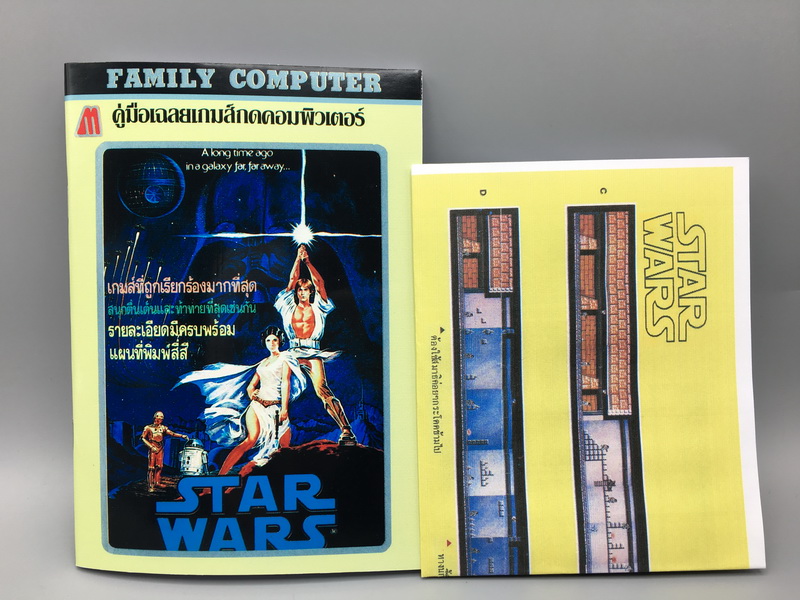 FAMILY COMPUTER
M
คู่มือเฉลยเกมส์กดคอมพิวเตอร์
A long time ago
in a galaxy far, far away...
เกมส์ที่ถูกเรียกร้องมากที่สุด
สนุกตื่นเต้นและท้าทายที่สุดเช่นกัน
รายละเอียดมีครบพร้อม
แผนที่พิมพ์สี่สี
STAR
WARS
STAR
WARS
C
D